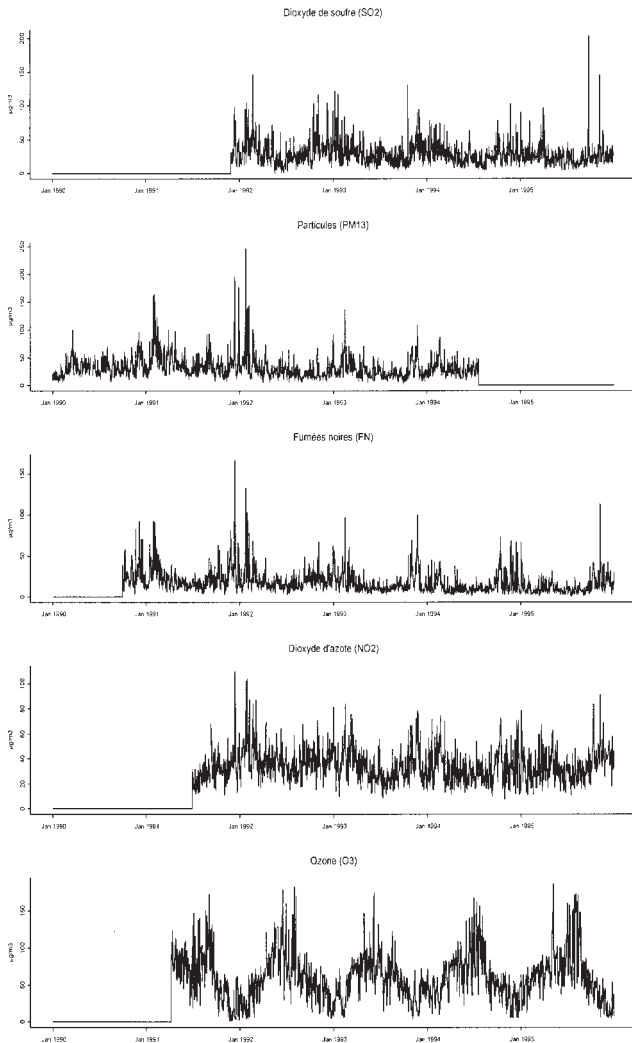 Dioxyde de soufre (SO2)
µg/m3
0 50 100 150 200
Jan 1990 Jan 1991 Jan 1992 Jan 1993 Jan 1994 Jan 1995
Particules (PM13)
µg/m3
0 50 100 150 200 250
Jan 1990 Jan 1991 Jan 1992 Jan 1993 Jan 1994 Jan 1995
Fumées noires (FN)
µg/m3
0 50 100 150
Jan 1990 Jan 1991 Jan 1992 Jan 1993 Jan 1994 Jan 1995
Dioxyde d'azote (NO2)
µg/m3
0 20 40 60 80 100
Jan 1990 Jan 1991 Jan 1992 Jan 1993 Jan 1994 Jan 1995
Ozone (O3)
µg/m3
0 50 100 150
Jan 1990 Jan 1991 Jan 1992 Jan 1993 Jan 1994 Jan 1995